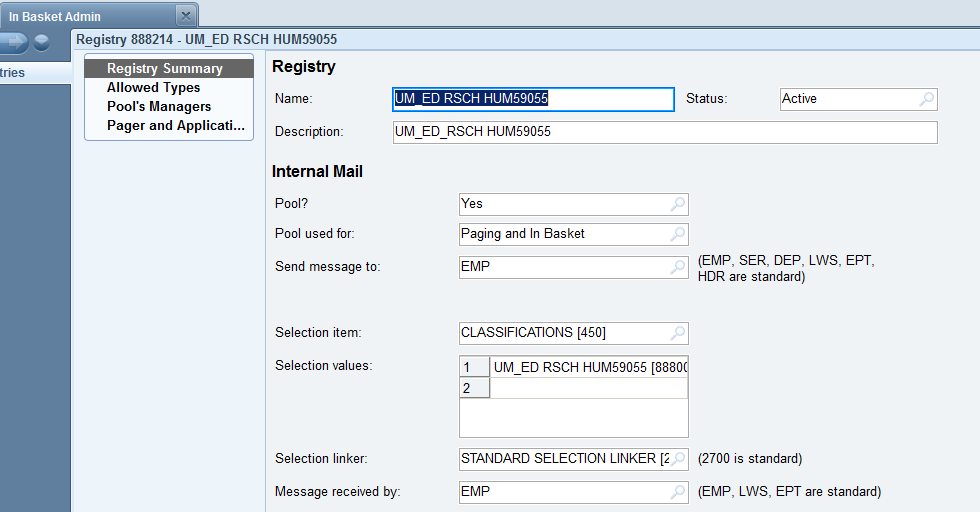 In Basket Admin
Registry 888214 - UM_ED RSCH HUM59055
tries
Registry Summary
Allowed Types
Pool's Managers
Pager and Applicati...
Registry
Name: UM_ED RSCH HUM59055 Status: Active
Description: UM_ED_RSCH HUM59055
Internal Mail
Pool? Yes
Pool used for: Paging and In Basket
Send message to: EMP (EMP, SER, DEP, LWS, EPT,
HDR are standard)
Selection item: CLASSIFICATIONS [450]
Selection values: 1 UM_ED RSCH HUM59055 [8880
2
Selection linker: STANDARD SELECTION LINKER [2 (2700 is standard)
Message received by: EMP (EMP, LWS, EPT are standard)